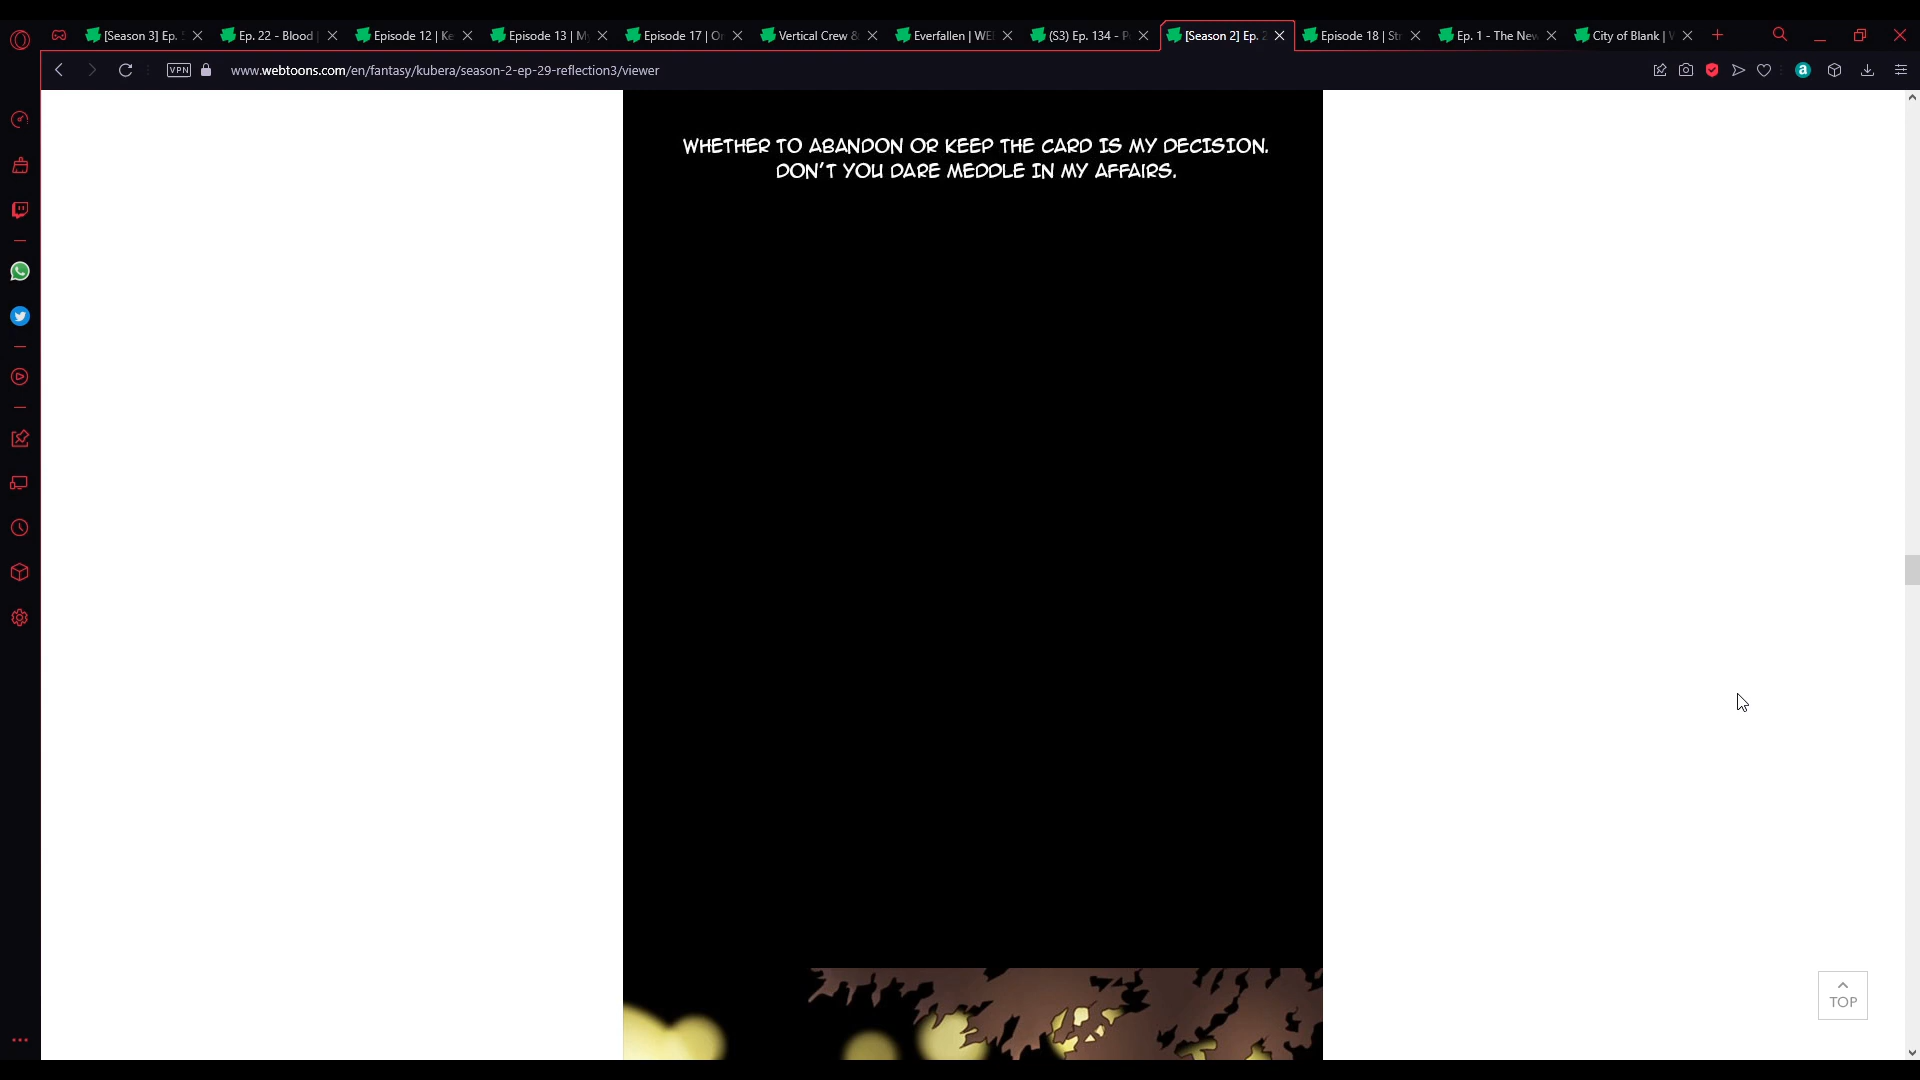 [Season 3] Ep.
Ep. 22 - Blood
Episode 12 | Ke
Episode 13 | M
Episode 17 | Or
Vertical Crew &
Everfallen | WE
(S3) Ep. 134 - P
[Season 2] Ep. 2
Episode 18 | St
Ep. 1 - The New
City of Blank | W
VPN
www.webtoons.com/en/fantasy/kubera/season-2-ep-29-reflection3/viewer
a
WHETHER TO ABANDON OR KEEP THE CARD IS MY DECISION.
DON'T YOU DARE MEDDLE IN MY AFFAIRS.
TOP